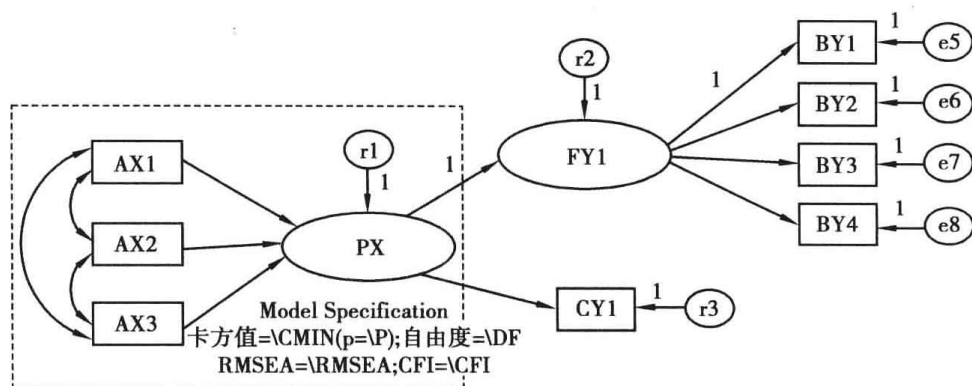 1
BY1
e5
r2
1
1
1
BY2
e6
AX1
r1
1
FY1
1
BY3
e7
1
1
BY4
e8
AX2
PX
AX3
CY1
1
r3
Model Specification
卡方值=\CMIN(p=\P);自由度=\DF
RMSEA=\RMSEA;CFI=\CFI